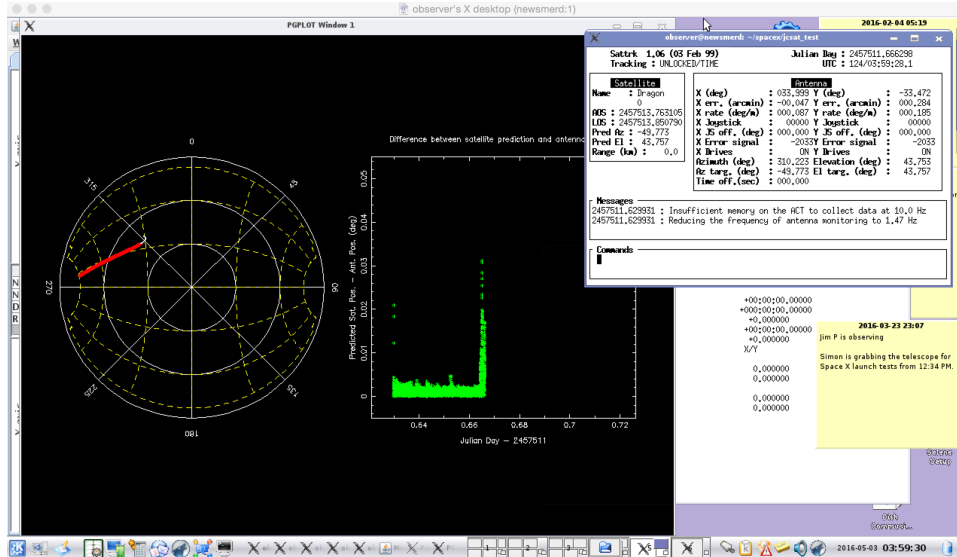 observer's X desktop (newsmerd:1)
PGPLOT Window 1
0
45
90
135
180
225
270
315
Difference between satellite prediction and antenna
Predicted Sat. Pos. - Ant. Pos. (deg)
0.05
0.04
0.03
0.02
0.01
0
0.64
0.66
0.68
0.7
0.72
Julian Day - 2457511
observer@newsmerd: ~/spacex/jcsat_test
Sattrk 1.06 (03 Feb 99)
Julian Day : 2457511.666298
Tracking : UNLOCKED/TIME
UTC : 124/03:59:28.1
Satellite
Name : Dragon
0
AOS : 2457513.763105
LOS : 2457513.850790
Pred Az : -49.773
Pred El : 43.757
Range (km) : 0.0
Antenna
X (deg) : 033.999 Y (deg) : -33.472
X err. (arcmin) : -00.047 Y err. (arcmin) : 000.284
X rate (deg/m) : 000.087 Y rate (deg/m) : 000.185
X Joystick : 00000 Y Joystick : 00000
X JS off. (deg) : 000.000 Y JS off. (deg) : 000.000
X Error signal : -2033Y Error signal : -2033
X Drives : ON Y Drives : ON
Azimuth (deg) : 310.223 Elevation (deg) : 43.753
Az targ. (deg) : -49.773 El targ. (deg) : 43.757
Time off.(sec) : 000.000
Messages
2457511.629931 : Insufficient memory on the ACT to collect data at 10.0 Hz
2457511.629931 : Reducing the frequency of antenna monitoring to 1.47 Hz
Commands
2016-02-04 05:19
+00:00:00.00000
+000:00:00.00000
+0.000000
+00:00:00.00000
+0.000000
X/Y
0.000000
0.000000
0.000000
0.000000
2016-03-23 23:07
Jim P is observing
Simon is grabbing the telescope for
Space X launch tests from 12:34 PM.
Selene
Setup
Dish
N
N
D
R
1
2
3
2016-05-03 03:59:30